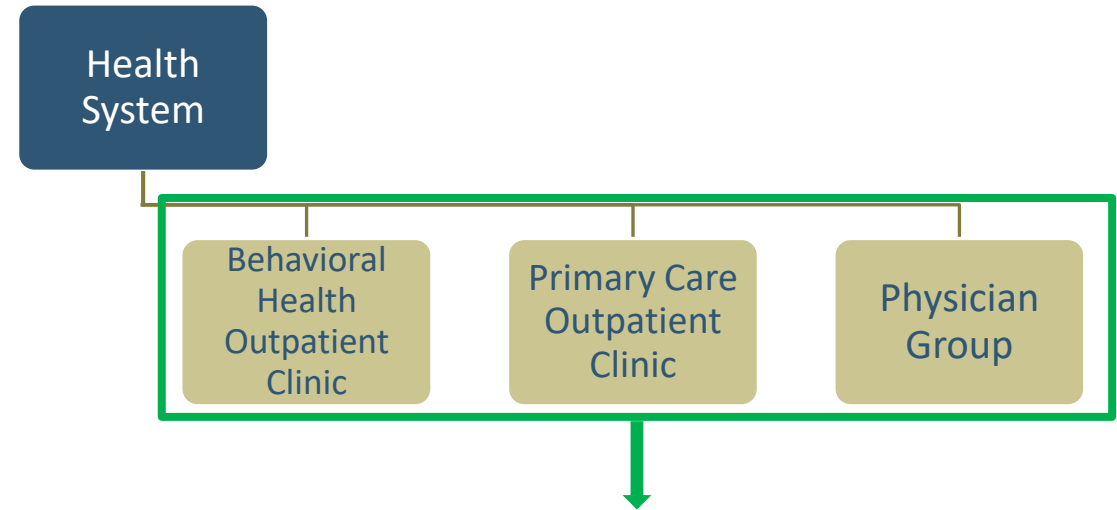 Health
System
Behavioral
Health
Outpatient
Clinic
Primary Care
Outpatient
Clinic
Physician
Group